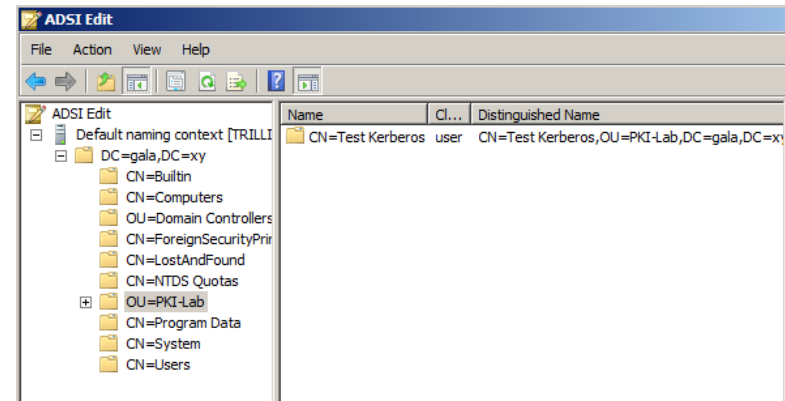 ADSI Edit
File Action View Help
ADSI Edit
Default naming context [TRILLI
DC=gala,DC=xy
CN=Builtin
CN=Computers
OU=Domain Controllers
CN=ForeignSecurityPrir
CN=LostAndFound
CN=NTDS Quotas
OU=PKI-Lab
CN=Program Data
CN=System
CN=Users
Name Cl... Distinguished Name
CN=Test Kerberos user CN=Test Kerberos,OU=PKI-Lab,DC=gala,DC=xy